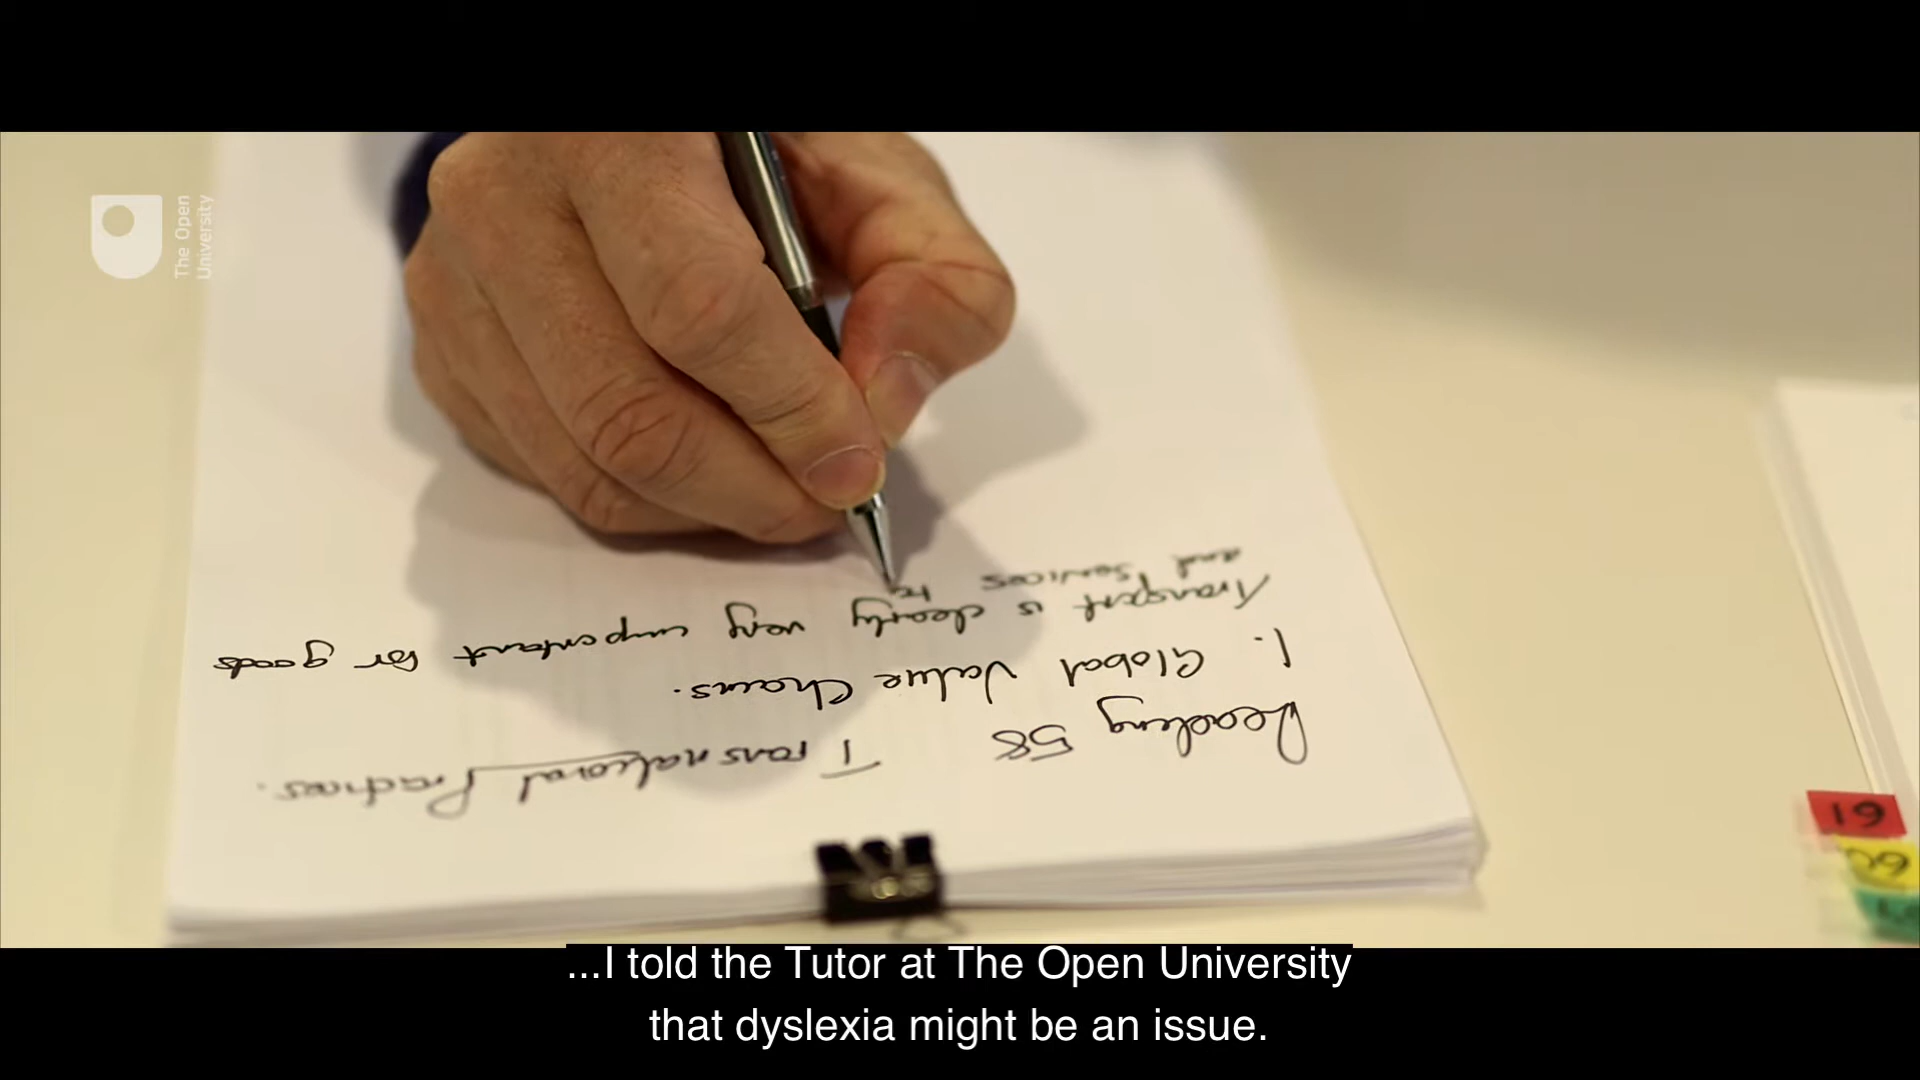 The Open
University
Reading 58 Transnational Practices.
1. Global Value Chains.
Transport is clearly very important for goods
and services
19
60
...I told the Tutor at The Open University
that dyslexia might be an issue.